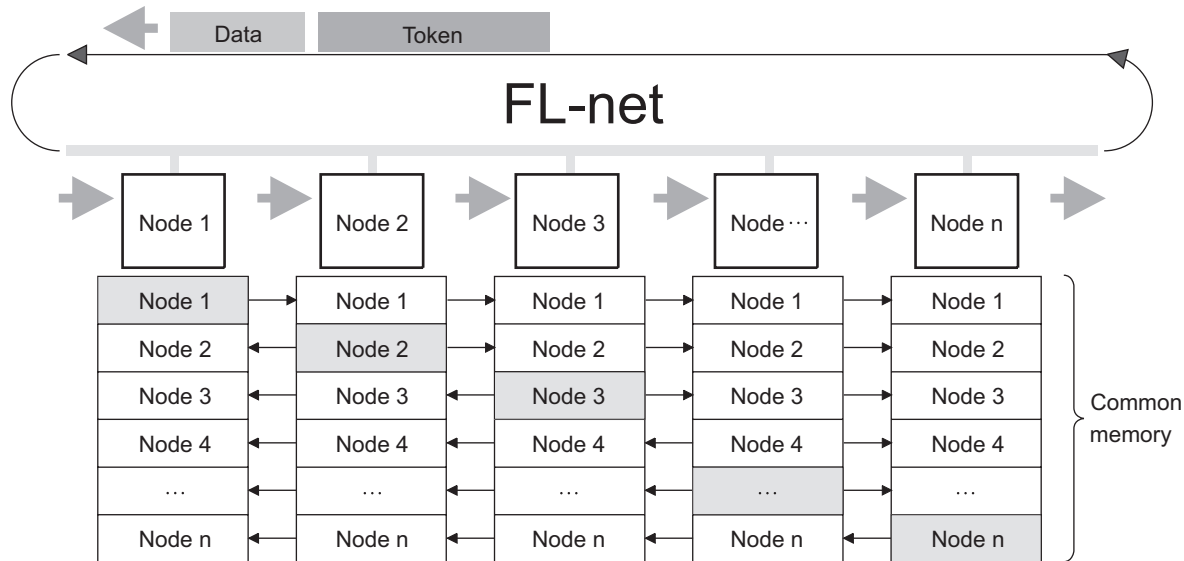 Data Token
FL-net
Node 1 Node 2 Node 3 Node ··· Node n
Node 1 Node 1 Node 1 Node 1 Node 1
Node 2 Node 2 Node 2 Node 2 Node 2
Node 3 Node 3 Node 3 Node 3 Node 3
Node 4 Node 4 Node 4 Node 4 Node 4
··· ··· ··· ··· ···
Node n Node n Node n Node n Node n
Common
memory